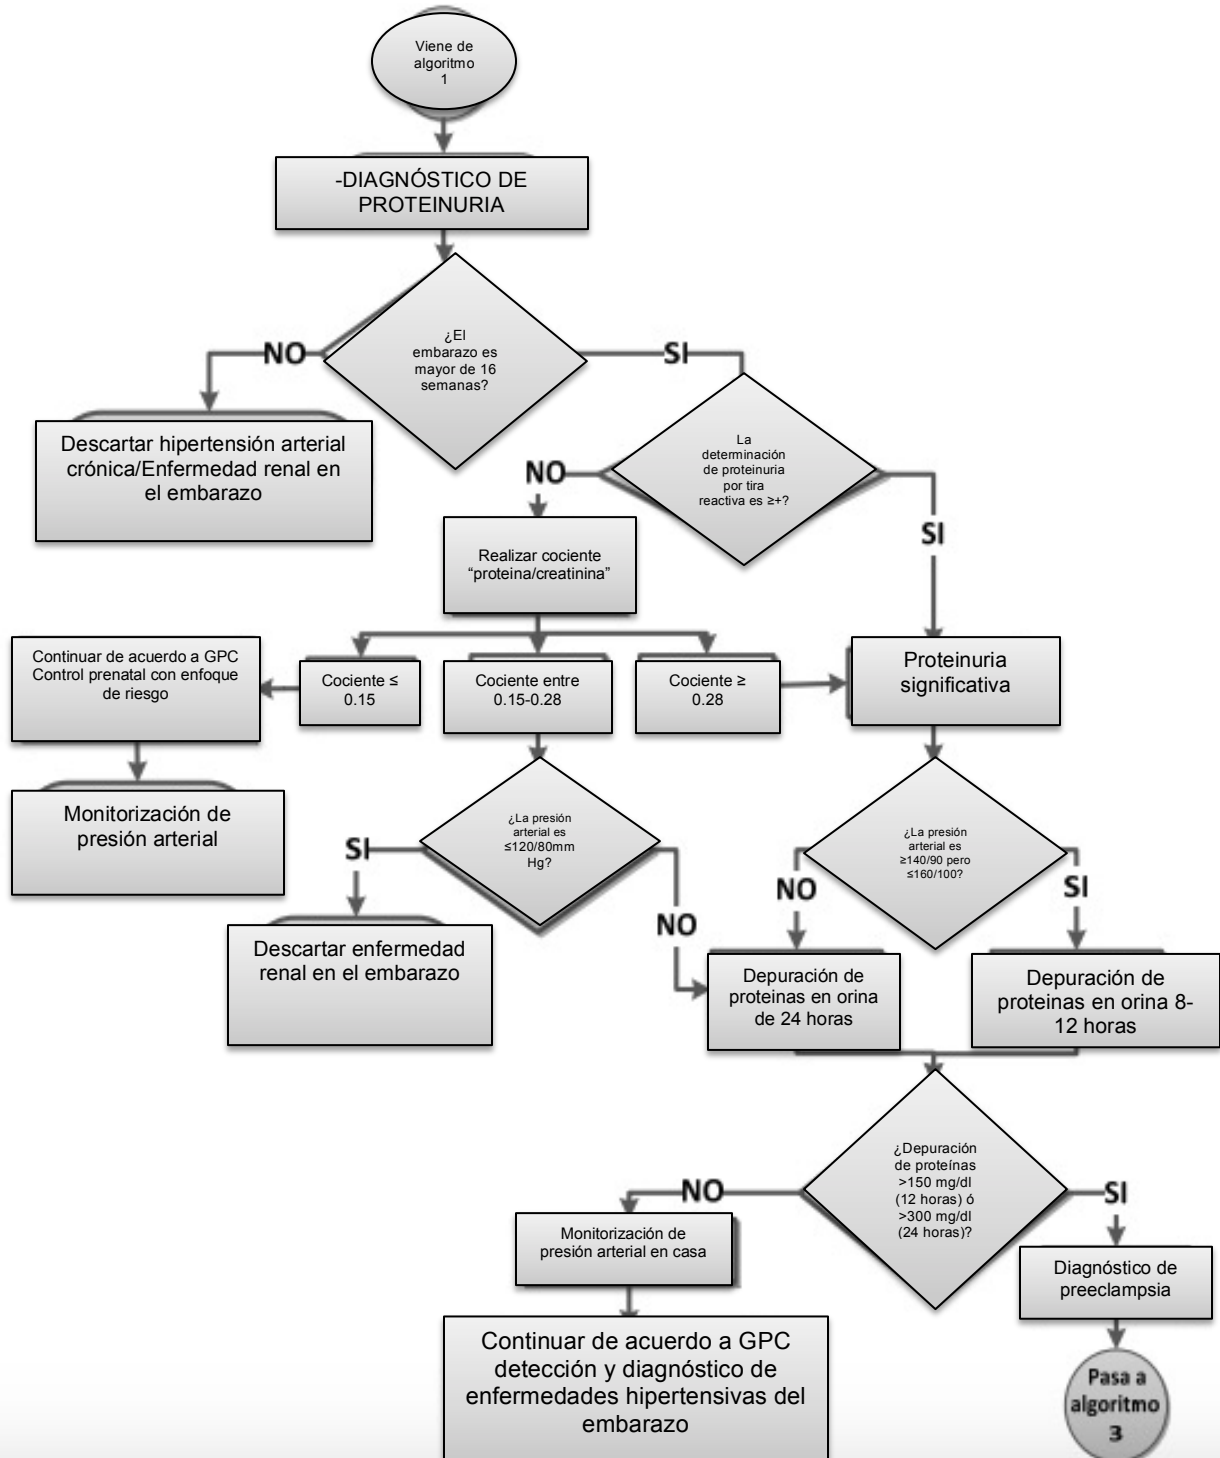 Viene de
algoritmo
1
-DIAGNÓSTICO DE
PROTEINURIA
¿El
embarazo es
mayor de 16
semanas?
NO
SI
Descartar hipertensión arterial
crónica/Enfermedad renal en
el embarazo
La
determinación
de proteinuria
por tira
reactiva es ≥+?
NO
SI
Realizar cociente
“proteina/creatinina”
Continuar de acuerdo a GPC
Control prenatal con enfoque
de riesgo
Cociente ≤
0.15
Cociente entre
0.15-0.28
Cociente ≥
0.28
Proteinuria
significativa
Monitorización de
presión arterial
¿La presión
arterial es
≤120/80mm
Hg?
SI
NO
¿La presión
arterial es
≥140/90 pero
≤160/100?
NO
SI
Descartar enfermedad
renal en el embarazo
Depuración de
proteinas en orina
de 24 horas
Depuración de
proteinas en orina 8-
12 horas
¿Depuración
de proteínas
>150 mg/dl
(12 horas) ó
>300 mg/dl
(24 horas)?
NO
SI
Monitorización de
presión arterial en casa
Diagnóstico de
preeclampsia
Continuar de acuerdo a GPC
detección y diagnóstico de
enfermedades hipertensivas del
embarazo
Pasa a
algoritmo
3